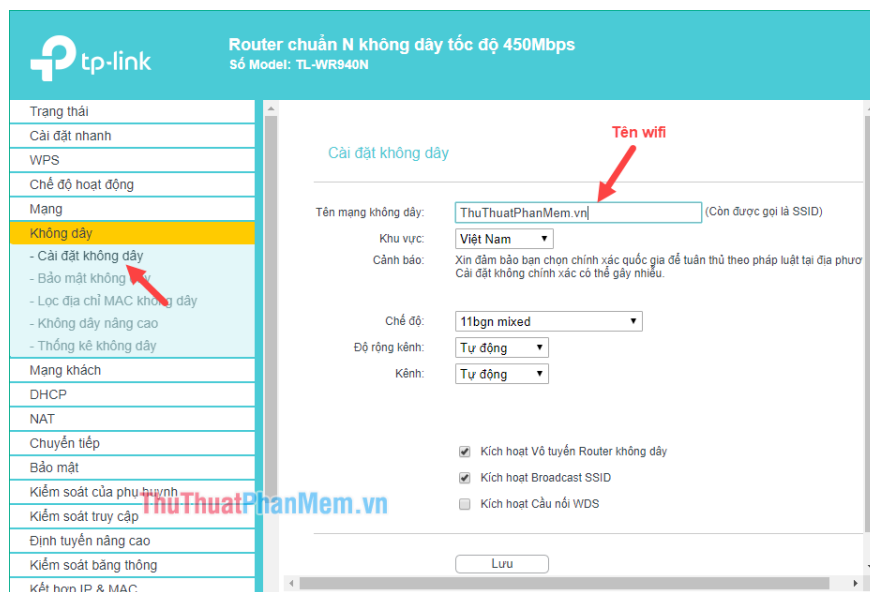 tp-link
Router chuẩn N không dây tốc độ 450Mbps
Số Model: TL-WR940N
Trạng thái
Cài đặt nhanh
WPS
Chế độ hoạt động
Mạng
Không dây
- Cài đặt không dây
- Bảo mật không
- Lọc địa chỉ MAC không dây
- Không dây nâng cao
- Thống kê không dây
Mạng khách
DHCP
NAT
Chuyển tiếp
Bảo mật
Kiểm soát của phụ huynh
Kiểm soát truy cập
Định tuyến nâng cao
Kiểm soát băng thông
Kết hợp IP & MAC
Tên wifi
Cài đặt không dây
Tên mạng không dây: ThuThuatPhanMem.vn (Còn được gọi là SSID)
Khu vực: Việt Nam
Cảnh báo: Xin đảm bảo bạn chọn chính xác quốc gia để tuân thủ theo pháp luật tại địa phươ
Cài đặt không chính xác có thể gây nhiễu.
Chế độ: 11bgn mixed
Độ rộng kênh: Tự động
Kênh: Tự động
Kích hoạt Vô tuyến Router không dây
Kích hoạt Broadcast SSID
Kích hoạt Cầu nối WDS
ThuThuatPhanMem.vn
Lưu